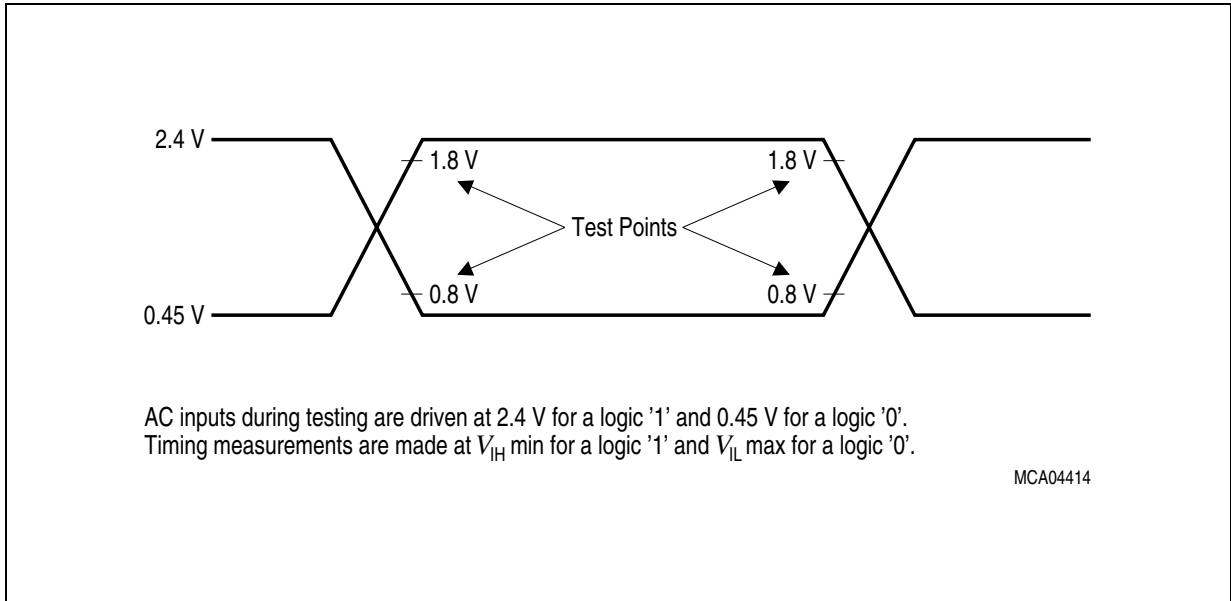 2.4 V
1.8 V
1.8 V
Test Points
0.8 V
0.8 V
0.45 V
AC inputs during testing are driven at 2.4 V for a logic ’1’ and 0.45 V for a logic ’0’.
Timing measurements are made at VIH min for a logic ’1’ and VIL max for a logic ’0’.
MCA04414